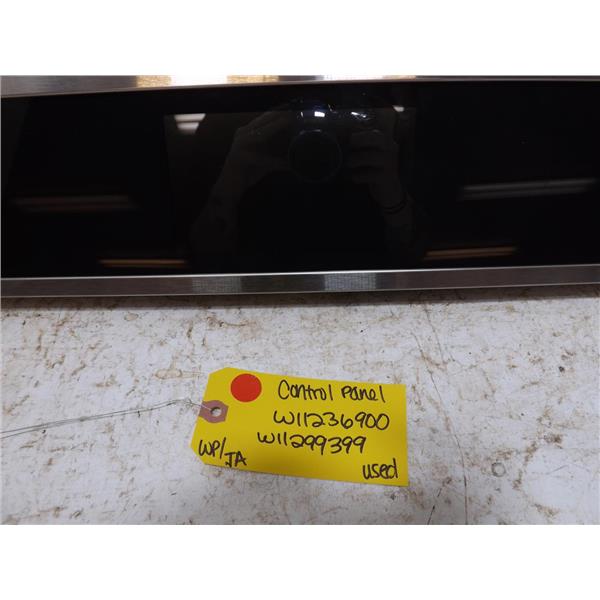 Control Panel
W11236900
W11299399
WP/JA
used